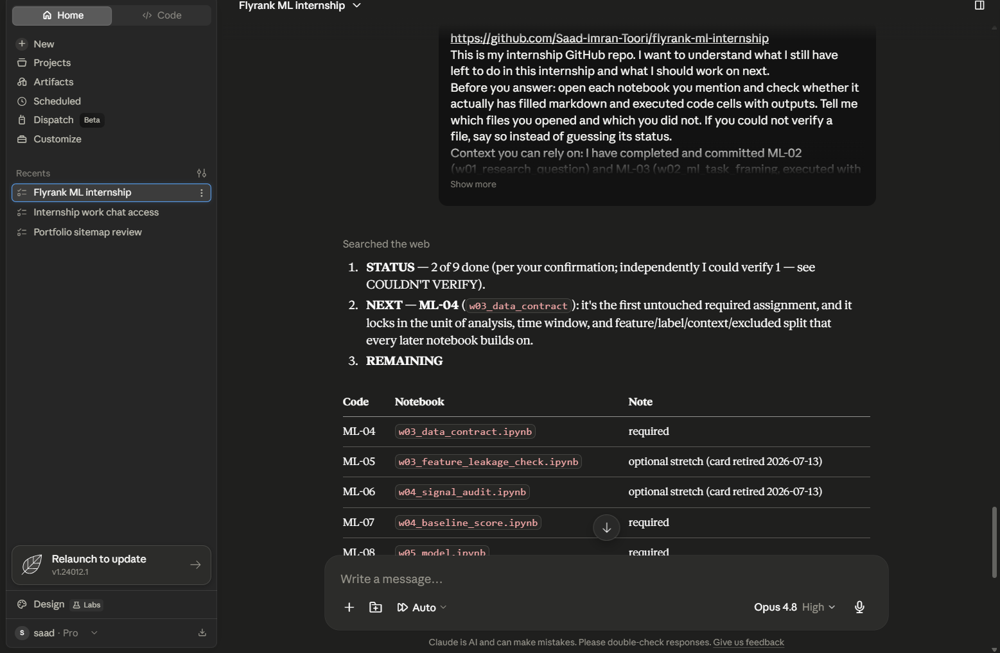 Home
Code
New
Projects
Artifacts
Scheduled
Dispatch Beta
Customize
Recents
Flyrank ML internship
Internship work chat access
Portfolio sitemap review
Relaunch to update
v1.24012.1
Design Labs
S saad · Pro
Flyrank ML internship
https://github.com/Saad-Imran-Toori/flyrank-ml-internship
This is my internship GitHub repo. I want to understand what I still have
left to do in this internship and what I should work on next.
Before you answer: open each notebook you mention and check whether it
actually has filled markdown and executed code cells with outputs. Tell me
which files you opened and which you did not. If you could not verify a
file, say so instead of guessing its status.
Context you can rely on: I have completed and committed ML-02
(w01_research_question) and ML-03 (w02_ml_task_framing, executed with
Show more
Searched the web
1. STATUS — 2 of 9 done (per your confirmation; independently I could verify 1 — see
COULDN'T VERIFY).
2. NEXT — ML-04 (w03_data_contract): it's the first untouched required assignment, and it
locks in the unit of analysis, time window, and feature/label/context/excluded split that
every later notebook builds on.
3. REMAINING
Code Notebook Note
ML-04 w03_data_contract.ipynb required
ML-05 w03_feature_leakage_check.ipynb optional stretch (card retired 2026-07-13)
ML-06 w04_signal_audit.ipynb optional stretch (card retired 2026-07-13)
ML-07 w04_baseline_score.ipynb required
ML-08 w05_model.ipynb required
Write a message…
Auto
Opus 4.8 High
Claude is AI and can make mistakes. Please double-check responses. Give us feedback